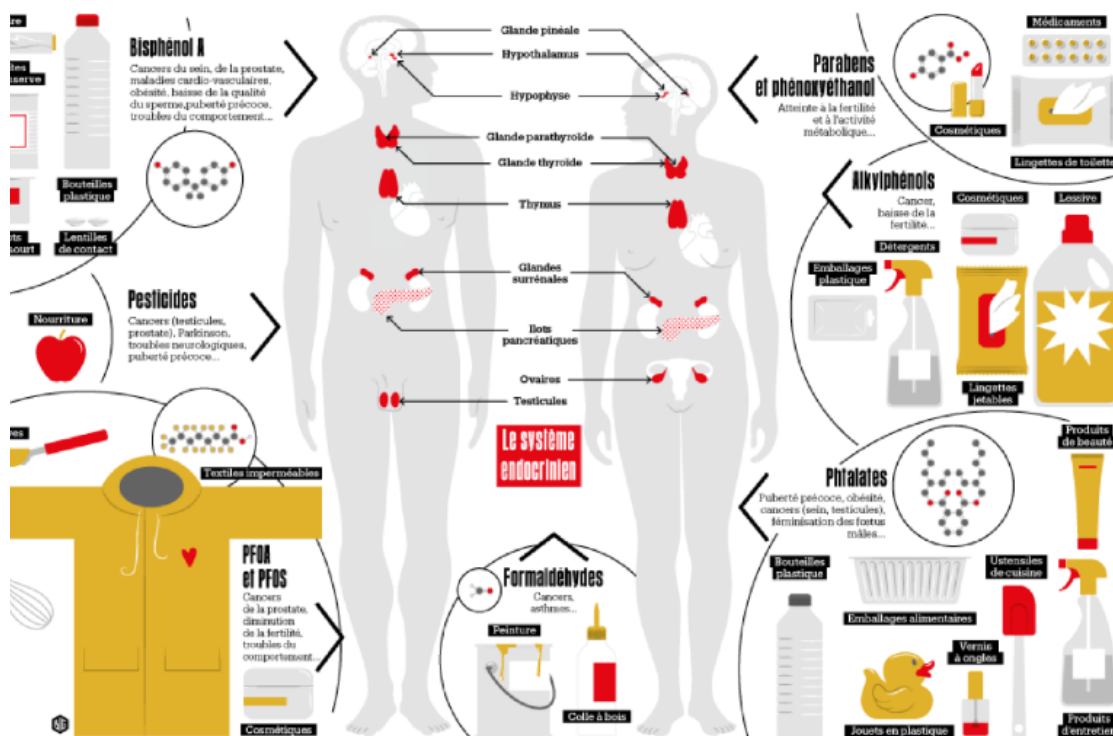 Bisphénol A
Cancers du sein, de la prostate,
maladies cardio-vasculaires,
obésité, baisse de la qualité
du sperme,puberté précoce,
troubles du comportement...
Bouteilles
plastique
Lentilles
de contact
Pesticides
Cancers (testicules,
prostate), Parkinson,
troubles neurologiques,
puberté précoce...
Nourriture
Textiles imperméables
PFOA
et PFOS
Cancers
de la prostate,
diminution
de la fertilité,
troubles du
comportement...
Cosmétiques
Glande pinéale
Hypothalamus
Hypophyse
Glande parathyroïde
Glande thyroïde
Thymus
Glandes
surrénales
Ilots
pancréatiques
Ovaires
Testicules
Le système
endocrinien
Formaldéhydes
Cancers,
asthmes...
Peinture
Colle à bois
Parabens
et phénoxyéthanol
Atteinte à la fertilité
et à l'activité
métabolique...
Médicaments
Cosmétiques
Lingettes de toilette
Alkylphénols
Cancer,
baisse de la
fertilité...
Cosmétiques
Lessive
Détergents
Emballages
plastique
Lingettes
jetables
Phtalates
Puberté précoce, obésité,
cancers (sein, testicules),
féminisation des fœtus
mâles...
Produits
de beauté
Bouteilles
plastique
Ustensiles
de cuisine
Emballages alimentaires
Vernis
à ongles
Jouets en plastique
Produits
d'entretien